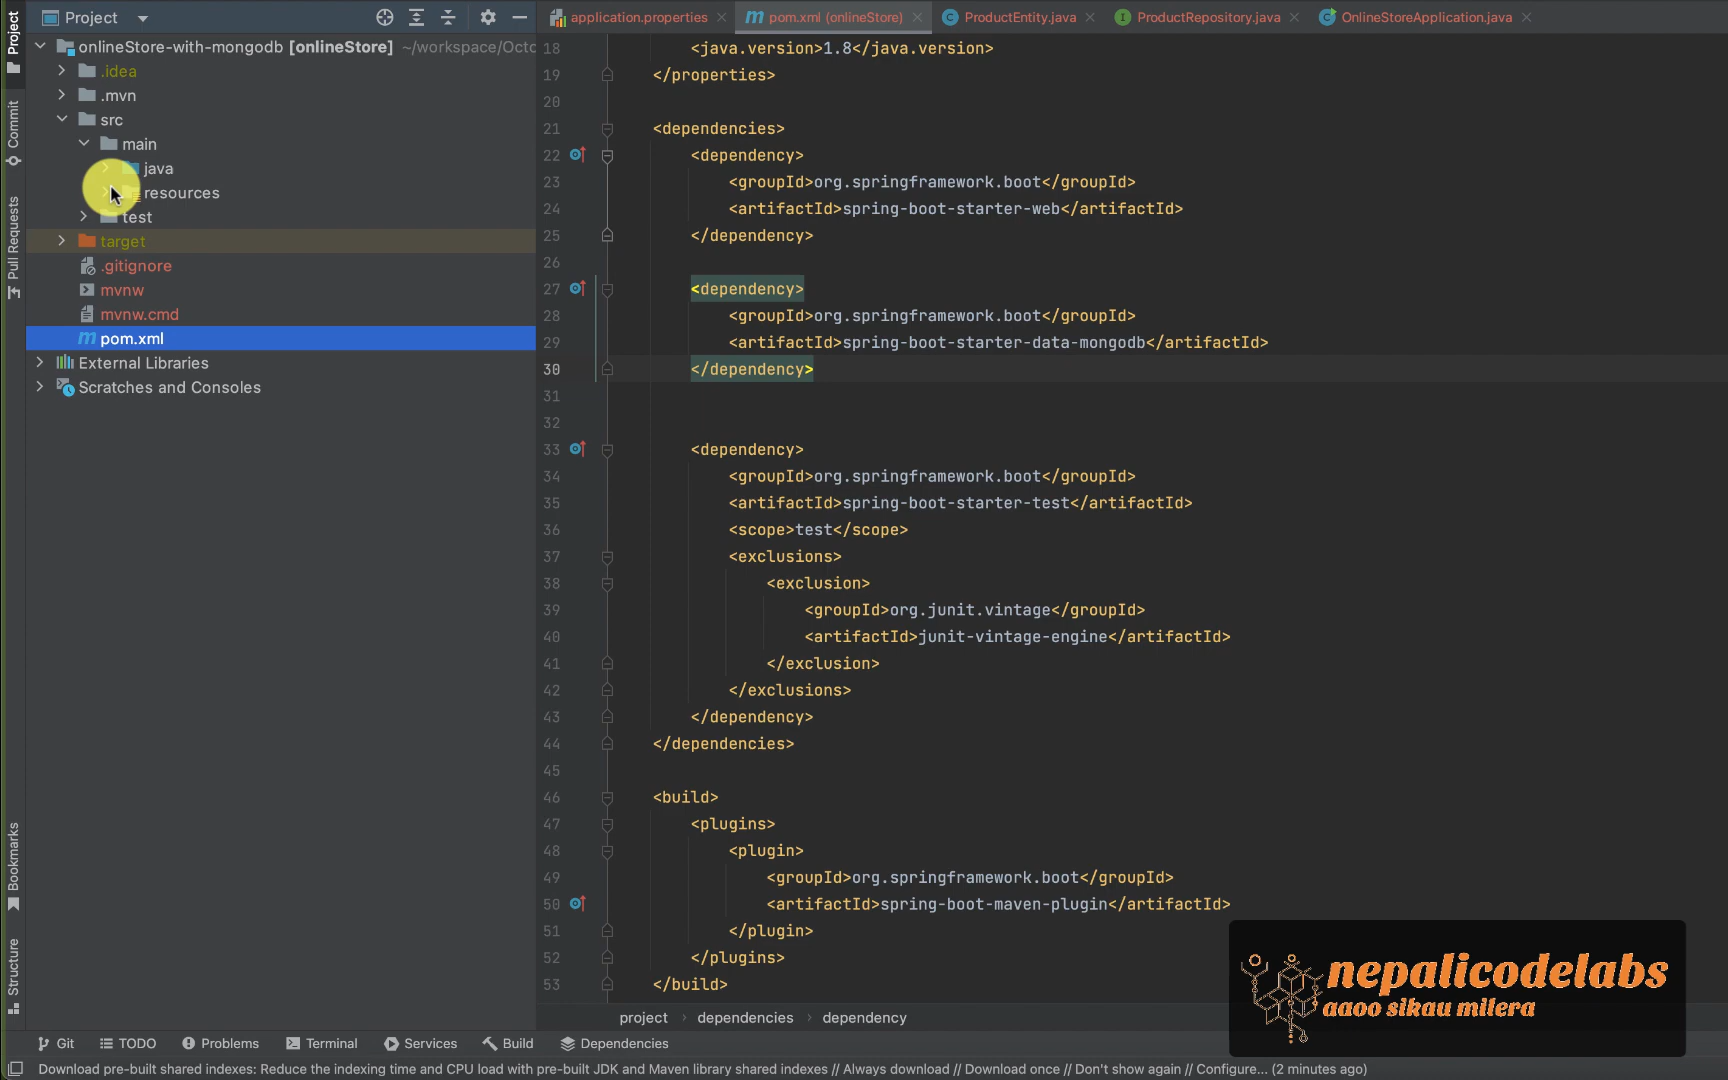 Project
application.properties
pom.xml (onlineStore)
ProductEntity.java
ProductRepository.java
OnlineStoreApplication.java
Project
Commit
Pull Requests
Bookmarks
Structure
onlineStore-with-mongodb [onlineStore] ~/workspace/Octo
.idea
.mvn
src
main
java
resources
test
target
.gitignore
mvnw
mvnw.cmd
pom.xml
External Libraries
Scratches and Consoles
18 <java.version>1.8</java.version>
19 </properties>
20
21 <dependencies>
22 <dependency>
23 <groupId>org.springframework.boot</groupId>
24 <artifactId>spring-boot-starter-web</artifactId>
25 </dependency>
26
27 <dependency>
28 <groupId>org.springframework.boot</groupId>
29 <artifactId>spring-boot-starter-data-mongodb</artifactId>
30 </dependency>
31
32
33 <dependency>
34 <groupId>org.springframework.boot</groupId>
35 <artifactId>spring-boot-starter-test</artifactId>
36 <scope>test</scope>
37 <exclusions>
38 <exclusion>
39 <groupId>org.junit.vintage</groupId>
40 <artifactId>junit-vintage-engine</artifactId>
41 </exclusion>
42 </exclusions>
43 </dependency>
44 </dependencies>
45
46 <build>
47 <plugins>
48 <plugin>
49 <groupId>org.springframework.boot</groupId>
50 <artifactId>spring-boot-maven-plugin</artifactId>
51 </plugin>
52 </plugins>
53 </build>
nepalicodelabs
aaoo sikau milera
project › dependencies › dependency
Git TODO Problems Terminal Services Build Dependencies
Download pre-built shared indexes: Reduce the indexing time and CPU load with pre-built JDK and Maven library shared indexes // Always download // Download once // Don't show again // Configure... (2 minutes ago)